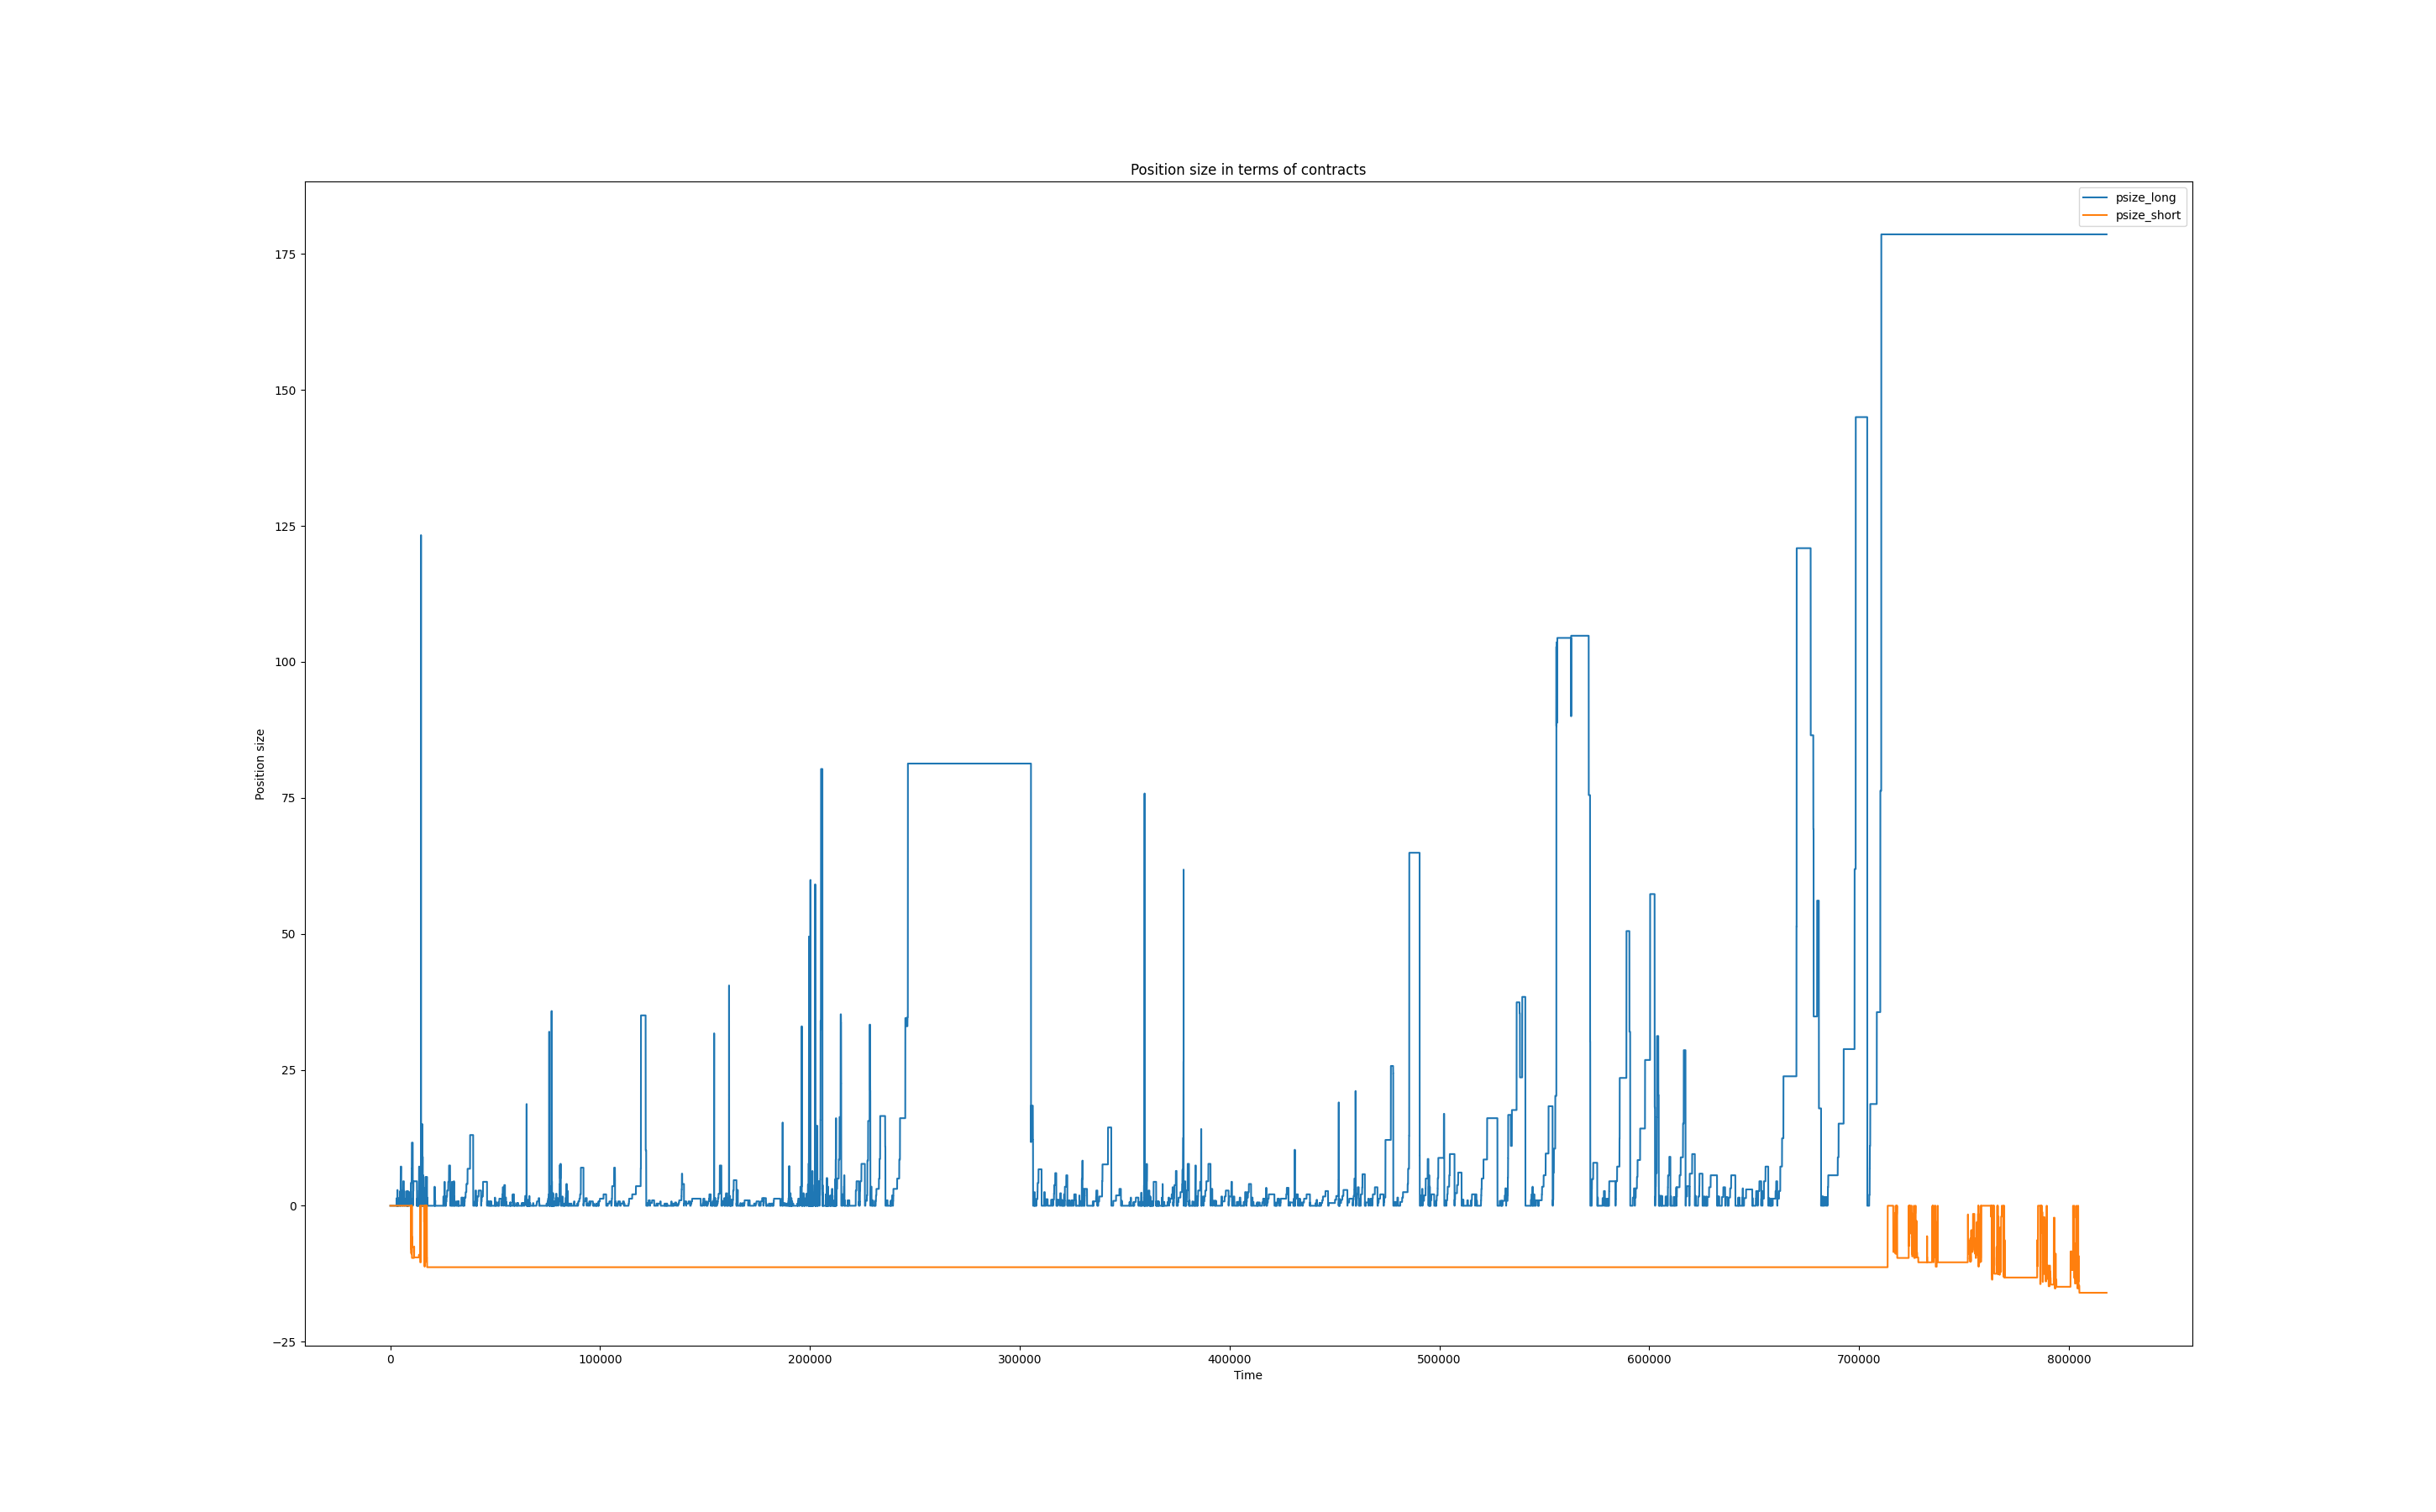 Position size in terms of contracts
psize_long
psize_short
175
150
125
100
75
50
25
0
−25
Position size
0 100000 200000 300000 400000 500000 600000 700000 800000
Time